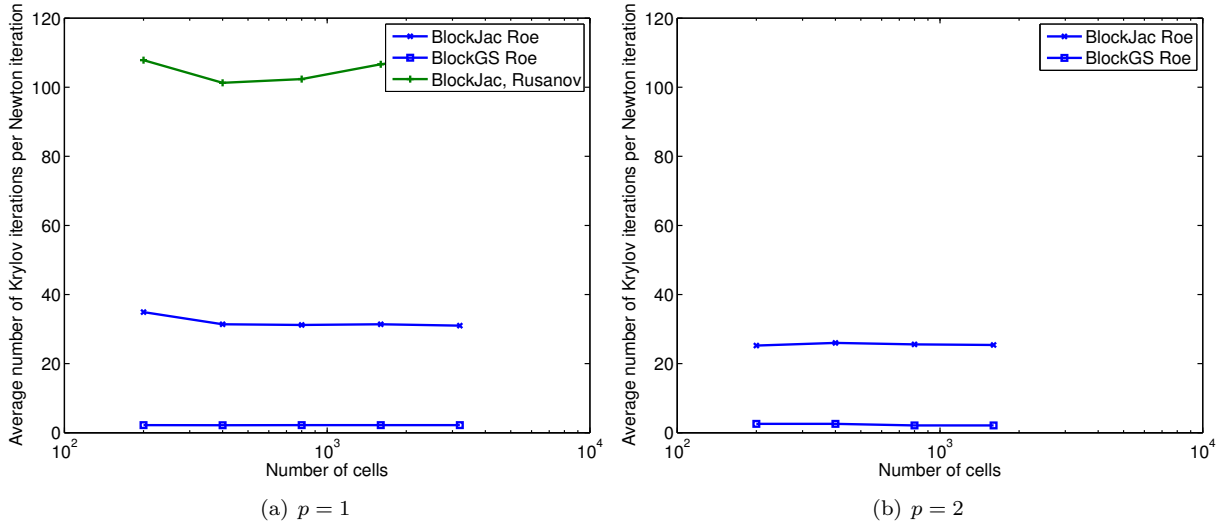 120
100
80
60
40
20
0
10^2
10^3
10^4
Average number of Krylov iterations per Newton iteration
Number of cells
BlockJac Roe
BlockGS Roe
BlockJac, Rusanov
(a) p = 1
120
100
80
60
40
20
0
10^2
10^3
10^4
Average number of Krylov iterations per Newton iteration
Number of cells
BlockJac Roe
BlockGS Roe
(b) p = 2